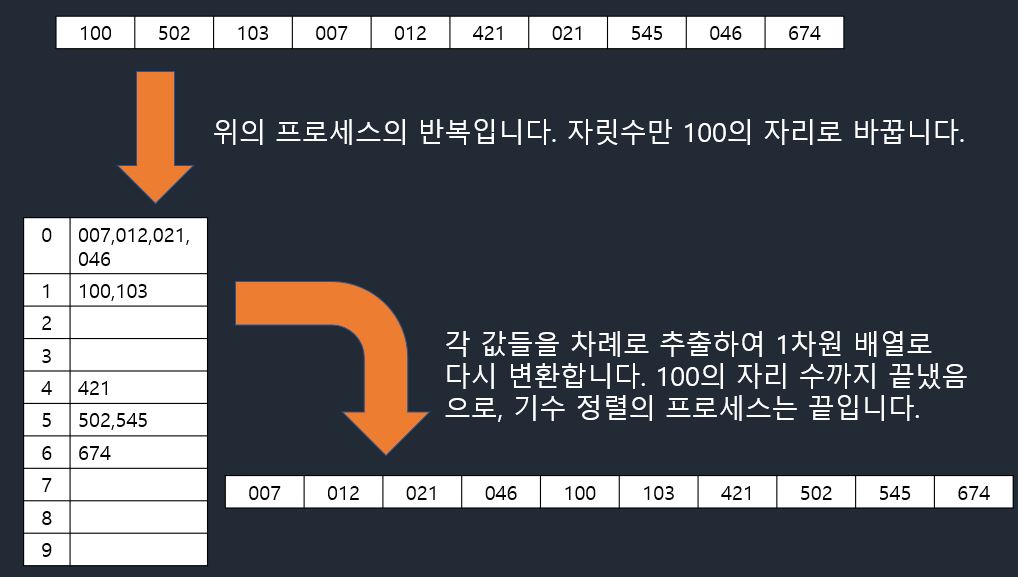 100 502 103 007 012 421 021 545 046 674
위의 프로세스의 반복입니다. 자릿수만 100의 자리로 바꿉니다.
0 007,012,021,
046
1 100,103
2
3
4 421
5 502,545
6 674
7
8
9
각 값들을 차례로 추출하여 1차원 배열로
다시 변환합니다. 100의 자리 수까지 끝냈음
으로, 기수 정렬의 프로세스는 끝입니다.
007 012 021 046 100 103 421 502 545 674